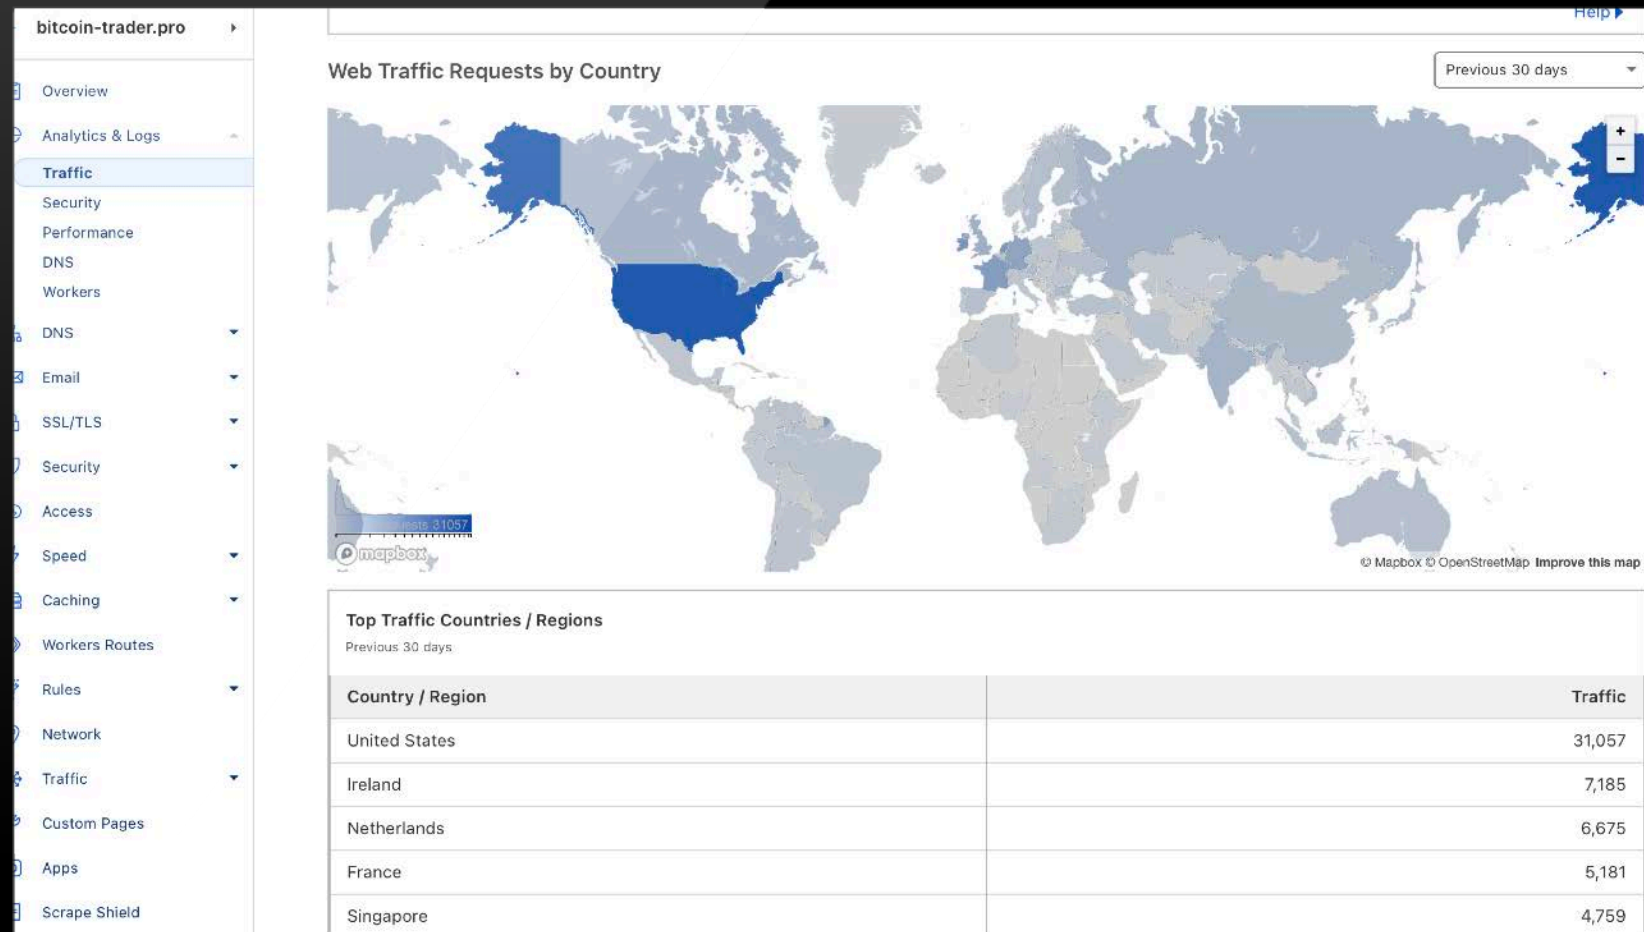 bitcoin-trader.pro
Help
Overview
Analytics & Logs
Traffic
Security
Performance
DNS
Workers
DNS
Email
SSL/TLS
Security
Access
Speed
Caching
Workers Routes
Rules
Network
Traffic
Custom Pages
Apps
Scrape Shield
Web Traffic Requests by Country
Previous 30 days
+
-
31057
mapbox
© Mapbox © OpenStreetMap Improve this map
Top Traffic Countries / Regions
Previous 30 days
Country / Region Traffic
United States 31,057
Ireland 7,185
Netherlands 6,675
France 5,181
Singapore 4,759